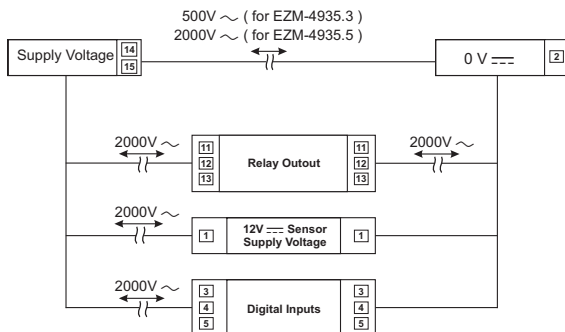 500V ~ ( for EZM-4935.3 )
2000V ~ ( for EZM-4935.5 )
Supply Voltage
14
15
0 V ⎓
2
2000V ~
2000V ~
11
12
13
Relay Outout
11
12
13
2000V ~
1
12V ⎓ Sensor
Supply Voltage
1
2000V ~
3
4
5
Digital Inputs
3
4
5